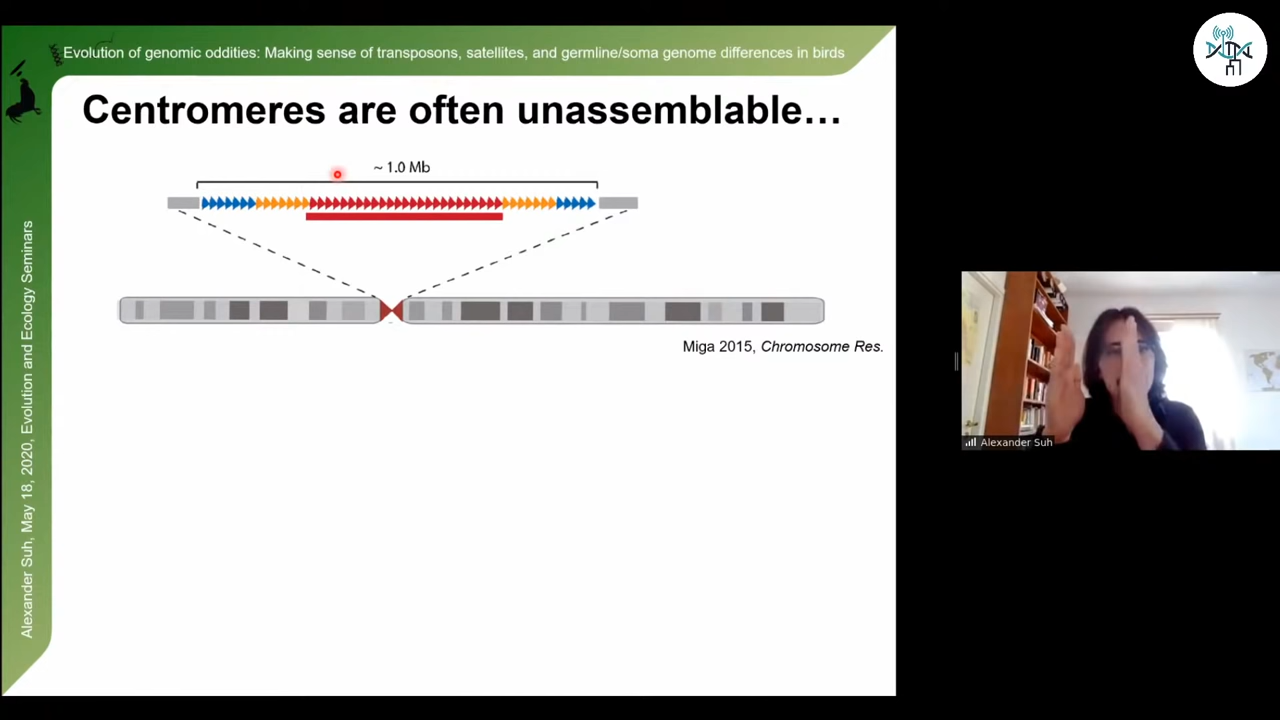 Evolution of genomic oddities: Making sense of transposons, satellites, and germline/soma genome differences in birds
Centromeres are often unassemblable…
~ 1.0 Mb
Miga 2015, Chromosome Res.
Alexander Suh, May 18, 2020, Evolution and Ecology Seminars
Alexander Suh